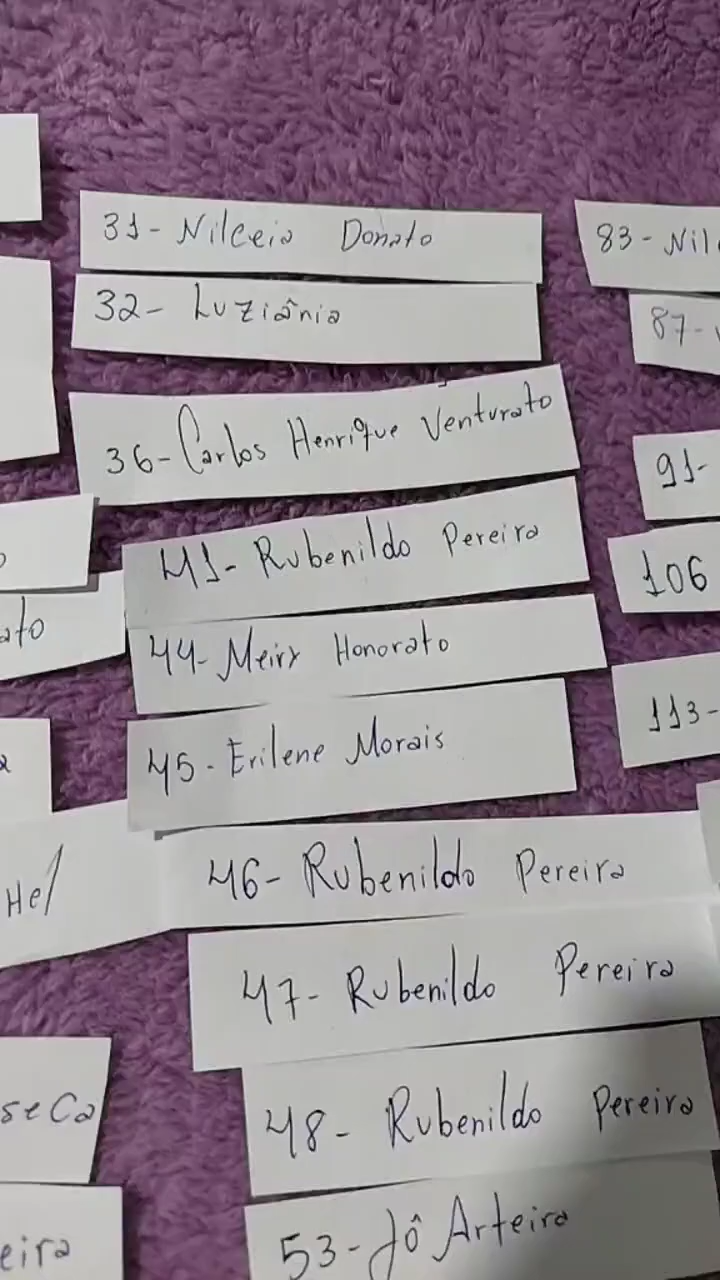 31- Nilceia Donato
32- Luziânia
36- Carlos Henrique Venturato
41- Rubenildo Pereira
44- Meiry Honorato
45- Erilene Morais
46- Rubenildo Pereira
47- Rubenildo Pereira
48- Rubenildo Pereira
53- Jô Arteira
83-
87-
91-
106
113-